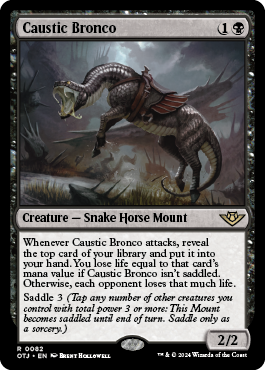 Caustic Bronco 1
Creature — Snake Horse Mount
Whenever Caustic Bronco attacks, reveal
the top card of your library and put it into
your hand. You lose life equal to that card's
mana value if Caustic Bronco isn't saddled.
Otherwise, each opponent loses that much life.
Saddle 3 (Tap any number of other creatures you
control with total power 3 or more: This Mount
becomes saddled until end of turn. Saddle only as
a sorcery.)
2/2
R 0082
OTJ • EN Brent Hollowell
™ & © 2024 Wizards of the Coast